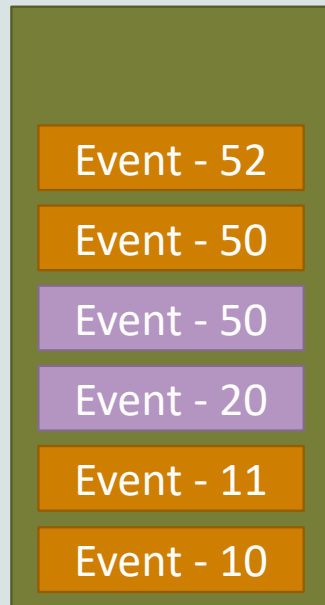 Event - 52
Event - 50
Event - 50
Event - 20
Event - 11
Event - 10